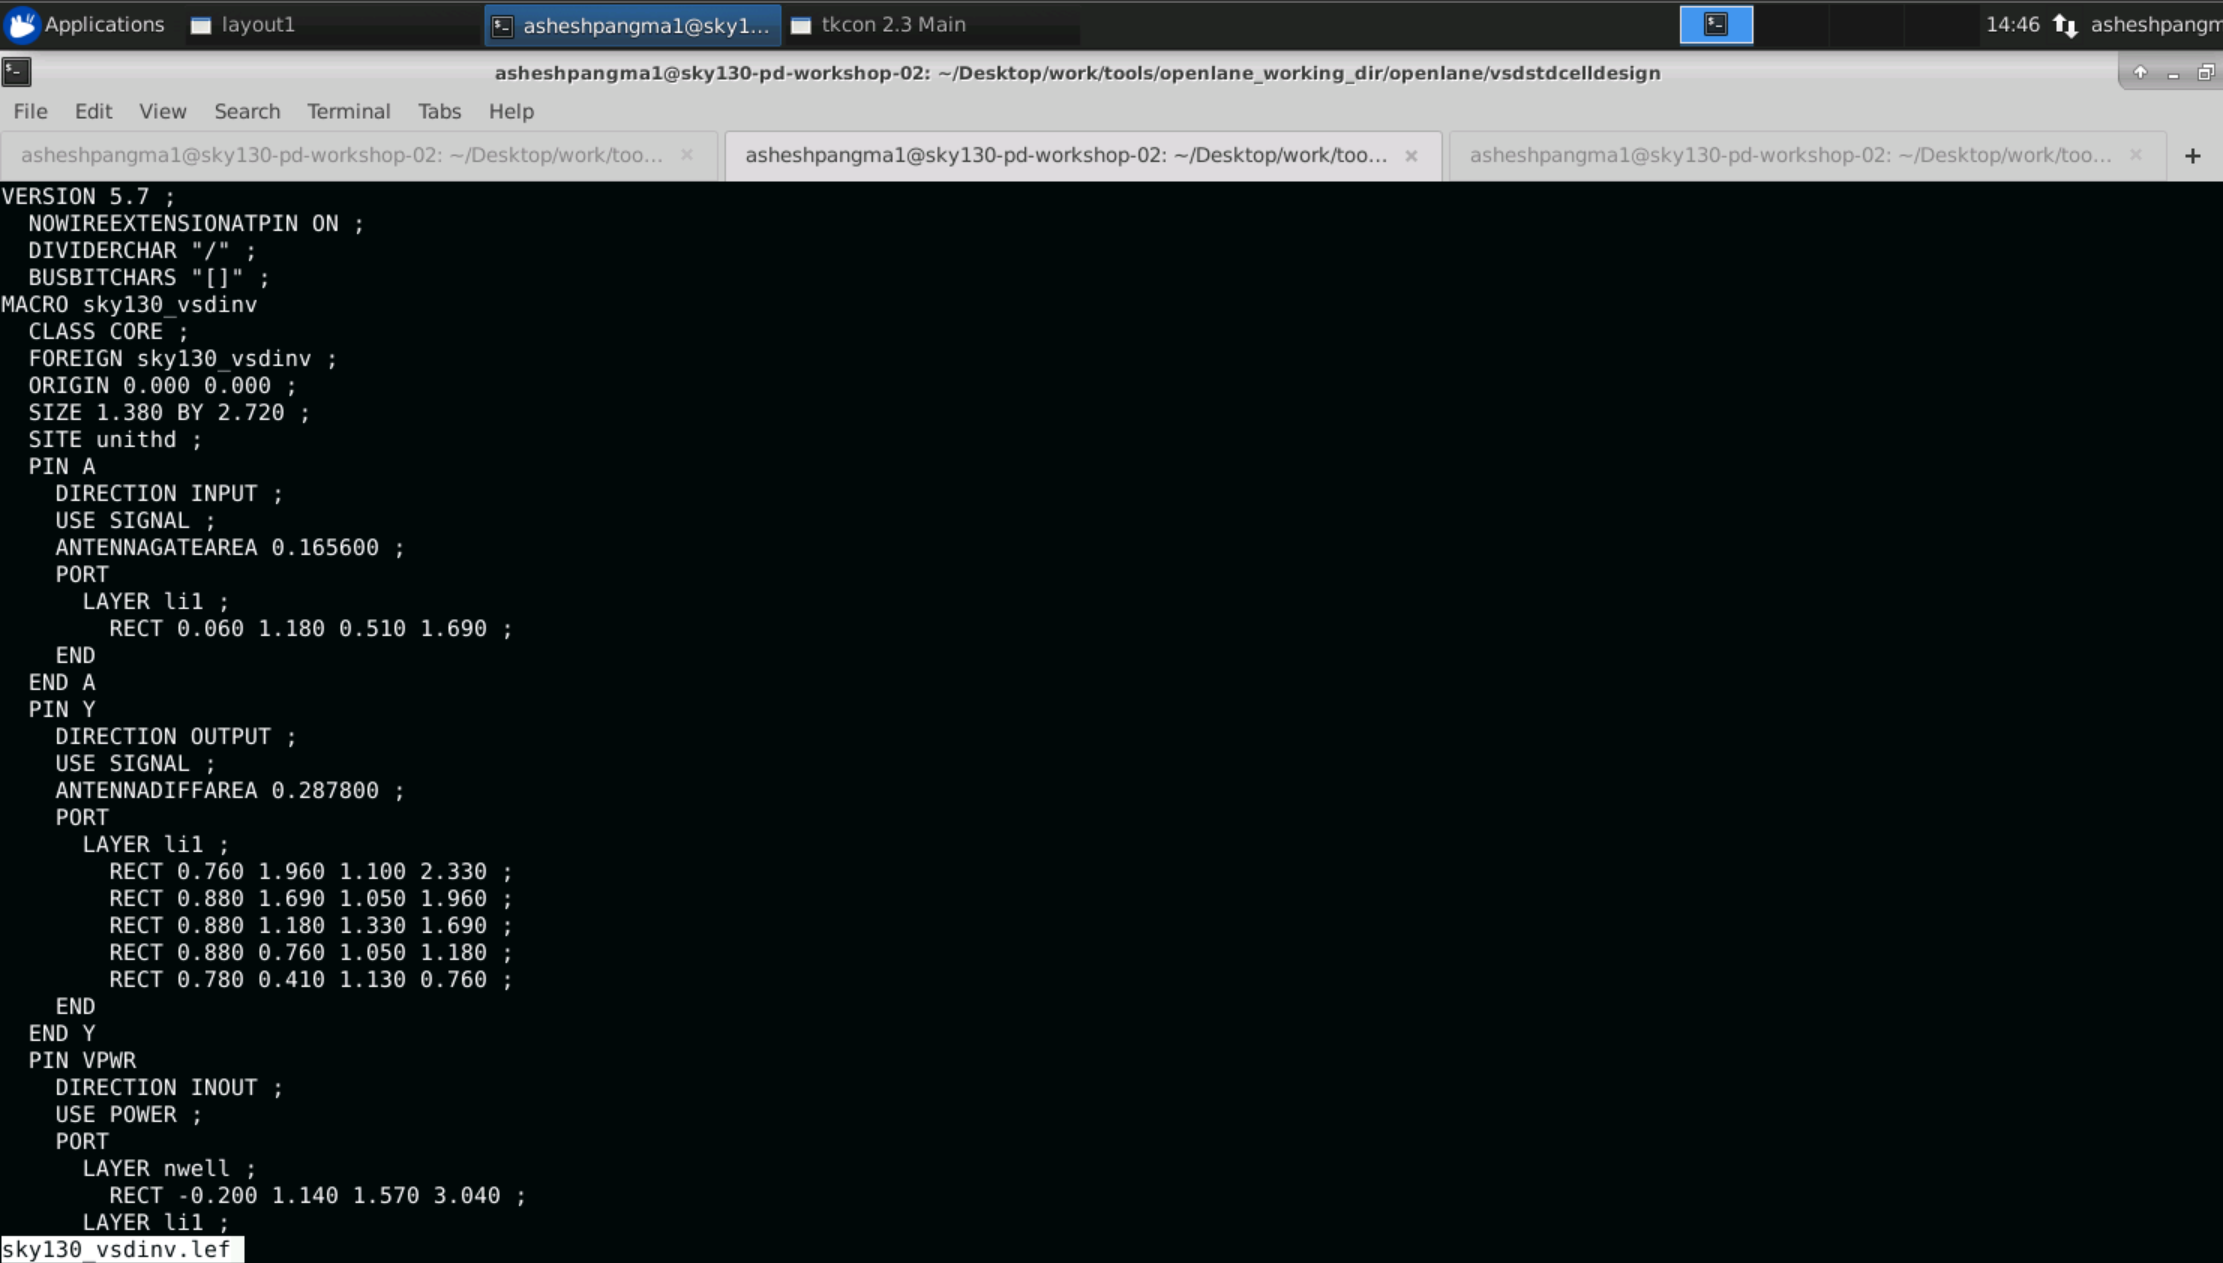 Applications layout1 asheshpangma1@sky1... tkcon 2.3 Main 14:46 asheshpangm
asheshpangma1@sky130-pd-workshop-02: ~/Desktop/work/tools/openlane_working_dir/openlane/vsdstdcelldesign
File Edit View Search Terminal Tabs Help
asheshpangma1@sky130-pd-workshop-02: ~/Desktop/work/too... × asheshpangma1@sky130-pd-workshop-02: ~/Desktop/work/too... × asheshpangma1@sky130-pd-workshop-02: ~/Desktop/work/too... × +
VERSION 5.7 ;
  NOWIREEXTENSIONATPIN ON ;
  DIVIDERCHAR "/" ;
  BUSBITCHARS "[]" ;
MACRO sky130_vsdinv
  CLASS CORE ;
  FOREIGN sky130_vsdinv ;
  ORIGIN 0.000 0.000 ;
  SIZE 1.380 BY 2.720 ;
  SITE unithd ;
  PIN A
    DIRECTION INPUT ;
    USE SIGNAL ;
    ANTENNAGATEAREA 0.165600 ;
    PORT
      LAYER li1 ;
        RECT 0.060 1.180 0.510 1.690 ;
    END
  END A
  PIN Y
    DIRECTION OUTPUT ;
    USE SIGNAL ;
    ANTENNADIFFAREA 0.287800 ;
    PORT
      LAYER li1 ;
        RECT 0.760 1.960 1.100 2.330 ;
        RECT 0.880 1.690 1.050 1.960 ;
        RECT 0.880 1.180 1.330 1.690 ;
        RECT 0.880 0.760 1.050 1.180 ;
        RECT 0.780 0.410 1.130 0.760 ;
    END
  END Y
  PIN VPWR
    DIRECTION INOUT ;
    USE POWER ;
    PORT
      LAYER nwell ;
        RECT -0.200 1.140 1.570 3.040 ;
      LAYER li1 ;
sky130_vsdinv.lef